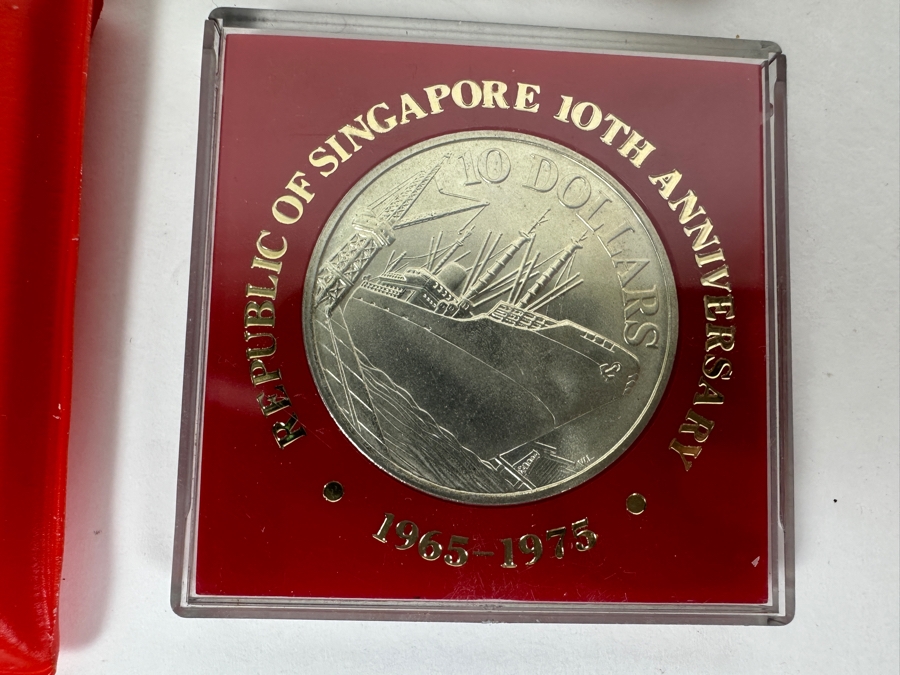 REPUBLIC OF SINGAPORE 10TH ANNIVERSARY
10 DOLLARS
1965-1975